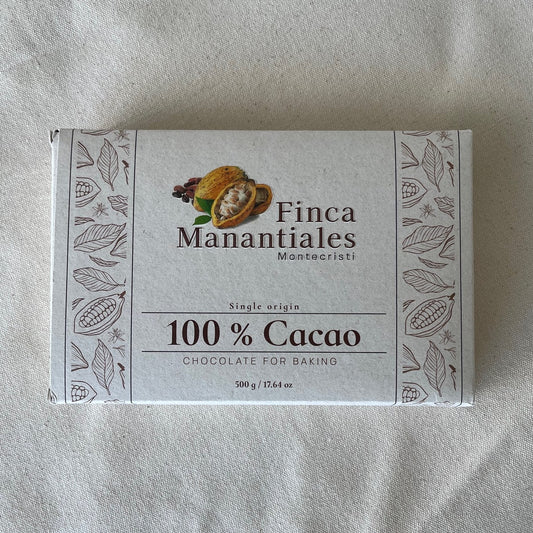 Finca
Manantiales
Montecristi
Single origin
100 % Cacao
CHOCOLATE FOR BAKING
500 g / 17.64 oz